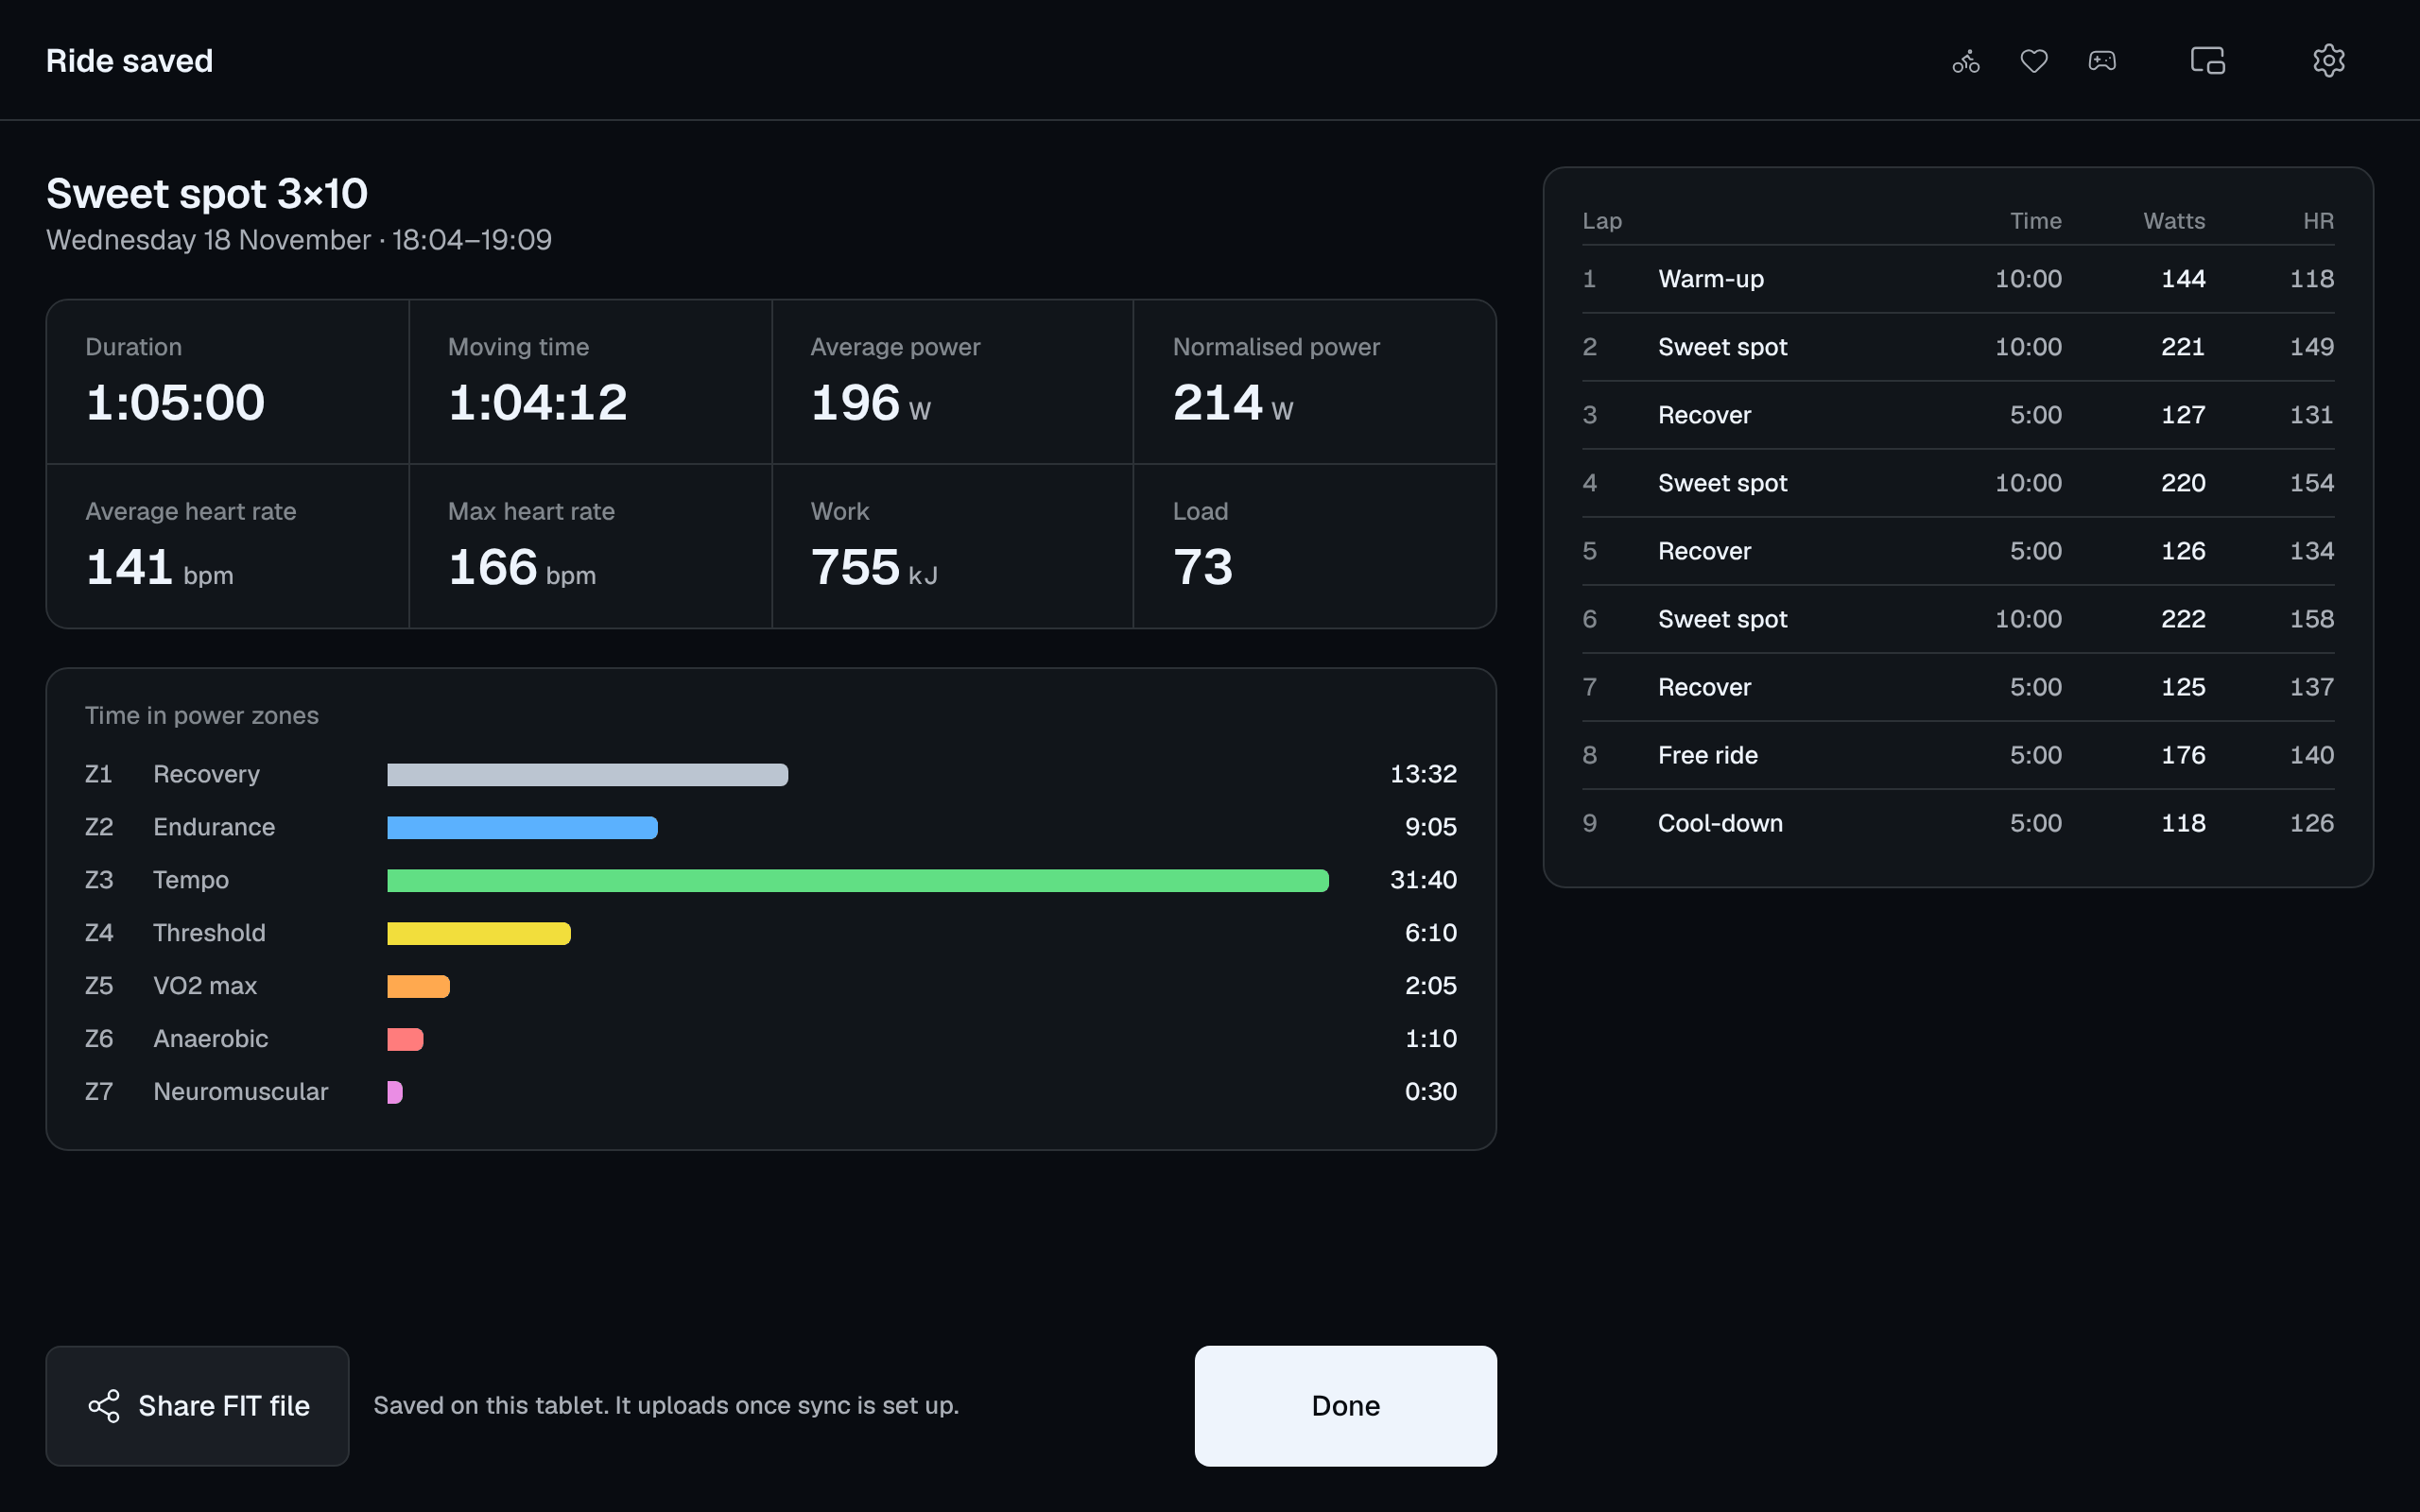 Ride saved
Sweet spot 3×10
Wednesday 18 November · 18:04–19:09
Duration
1:05:00
Moving time
1:04:12
Average power
196 W
Normalised power
214 W
Average heart rate
141 bpm
Max heart rate
166 bpm
Work
755 kJ
Load
73
Time in power zones
Z1 Recovery 13:32
Z2 Endurance 9:05
Z3 Tempo 31:40
Z4 Threshold 6:10
Z5 VO2 max 2:05
Z6 Anaerobic 1:10
Z7 Neuromuscular 0:30
Share FIT file
Saved on this tablet. It uploads once sync is set up.
Done
Lap Time Watts HR
1 Warm-up 10:00 144 118
2 Sweet spot 10:00 221 149
3 Recover 5:00 127 131
4 Sweet spot 10:00 220 154
5 Recover 5:00 126 134
6 Sweet spot 10:00 222 158
7 Recover 5:00 125 137
8 Free ride 5:00 176 140
9 Cool-down 5:00 118 126